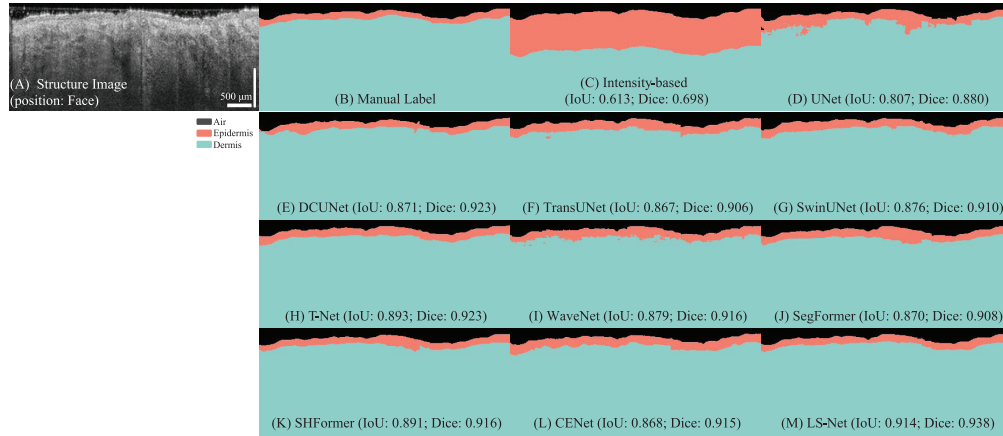 (A) Structure Image
(position: Face)
500 μm
Air
Epidermis
Dermis
(B) Manual Label
(C) Intensity-based
(IoU: 0.613; Dice: 0.698)
(D) UNet (IoU: 0.807; Dice: 0.880)
(E) DCUNet (IoU: 0.871; Dice: 0.923)
(F) TransUNet (IoU: 0.867; Dice: 0.906)
(G) SwinUNet (IoU: 0.876; Dice: 0.910)
(H) T-Net (IoU: 0.893; Dice: 0.923)
(I) WaveNet (IoU: 0.879; Dice: 0.916)
(J) SegFormer (IoU: 0.870; Dice: 0.908)
(K) SHFormer (IoU: 0.891; Dice: 0.916)
(L) CENet (IoU: 0.868; Dice: 0.915)
(M) LS-Net (IoU: 0.914; Dice: 0.938)